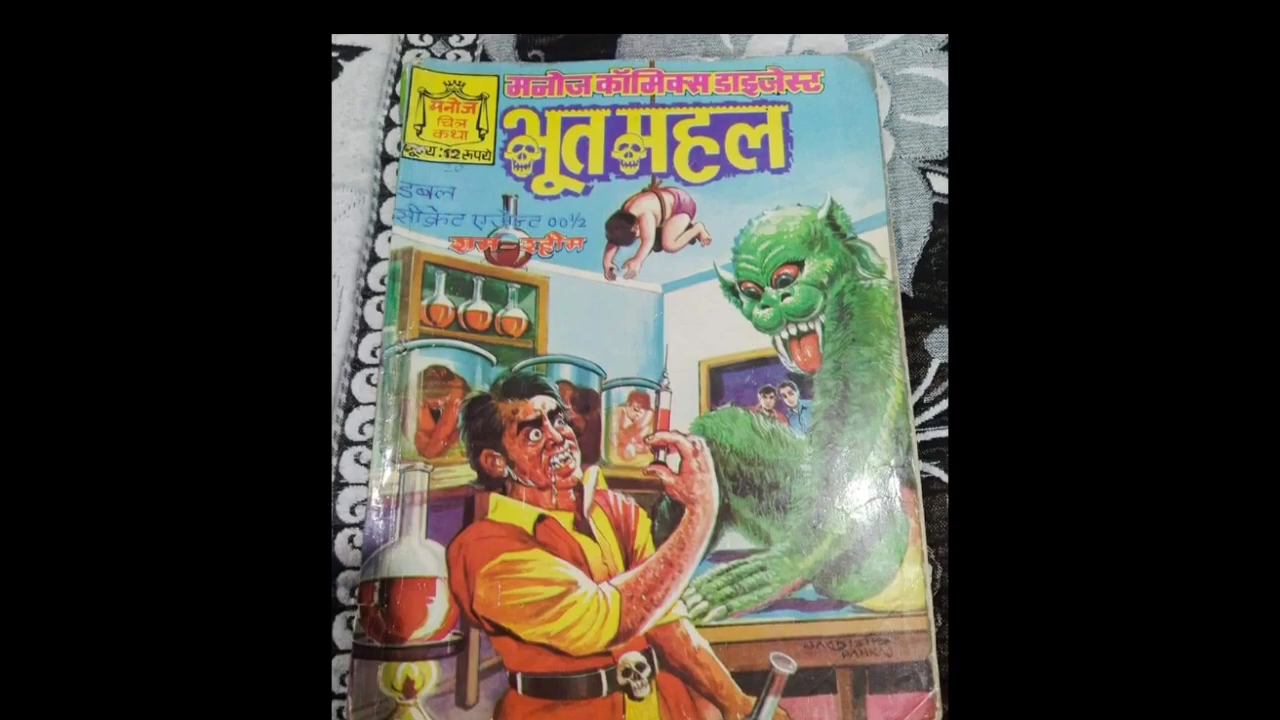 मनोज कॉमिक्स डाइजेस्ट
मनोज
चित्र
कथा
मूल्य : 12 रूपये
भूत महल
डबल
सीक्रेट एजेन्ट 00½
राम-रहीम